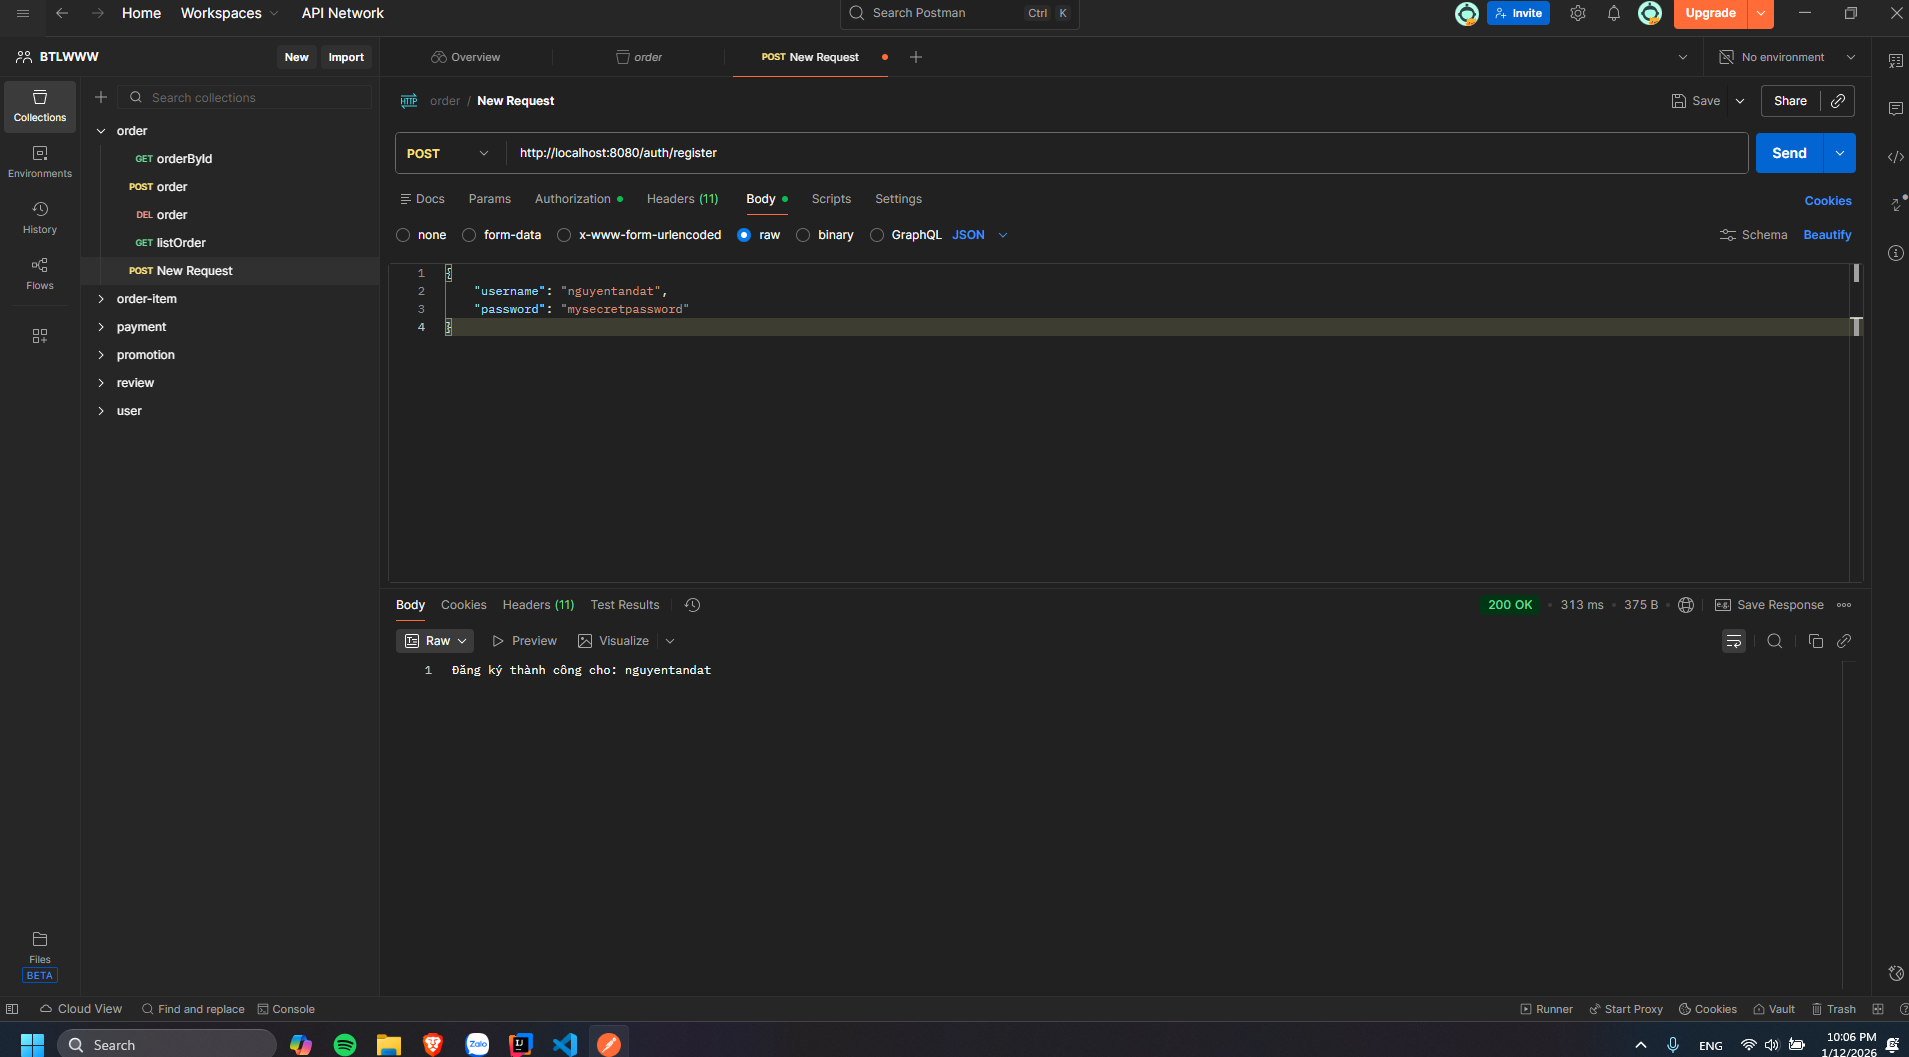 Home Workspaces API Network Search Postman Ctrl K Invite Upgrade
BTLWWW New Import Overview order POST New Request No environment
Search collections
HTTP order / New Request Save Share
Collections
Environments
History
Flows
order
GET orderById
POST order
DEL order
GET listOrder
POST New Request
order-item
payment
promotion
review
user
Files
BETA
POST http://localhost:8080/auth/register Send
Docs Params Authorization Headers (11) Body Scripts Settings Cookies
none form-data x-www-form-urlencoded raw binary GraphQL JSON Schema Beautify
1 {
2 "username": "nguyentandat",
3 "password": "mysecretpassword"
4 }
Body Cookies Headers (11) Test Results 200 OK • 313 ms • 375 B • e.g. Save Response
Raw Preview Visualize
1 Đăng ký thành công cho: nguyentandat
Cloud View Find and replace Console Runner Start Proxy Cookies Vault Trash
Search Zalo IJ ENG 10:06 PM
1/12/2026